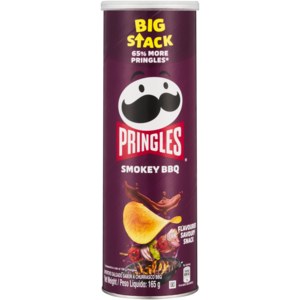 BIG
STACK
65% MORE
PRINGLES*
PRINGLES
SMOKEY BBQ
FLAVOURED
SAVOURY
SNACK
Net Weight / Peso Líquido: 165 g